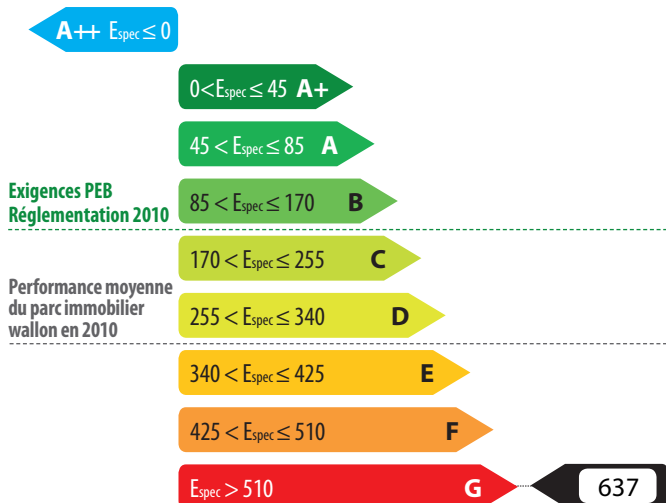 A++ Espec ≤ 0
0 < Espec ≤ 45 A+
45 < Espec ≤ 85 A
Exigences PEB
Réglementation 2010
85 < Espec ≤ 170 B
170 < Espec ≤ 255 C
Performance moyenne
du parc immobilier
wallon en 2010
255 < Espec ≤ 340 D
340 < Espec ≤ 425 E
425 < Espec ≤ 510 F
Espec > 510 G
637